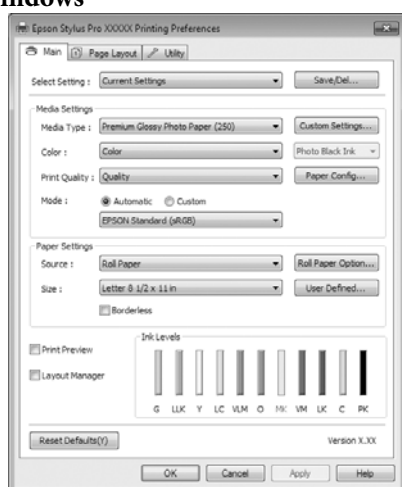 ndows
Epson Stylus Pro XXXXX Printing Preferences
Main Page Layout Utility
Select Setting : Current Settings Save/Del...
Media Settings
Media Type : Premium Glossy Photo Paper (250) Custom Settings...
Color : Color Photo Black Ink
Print Quality : Quality Paper Config...
Mode : Automatic Custom
EPSON Standard (sRGB)
Paper Settings
Source : Roll Paper Roll Paper Option...
Size : Letter 8 1/2 x 11 in User Defined...
Borderless
Print Preview
Layout Manager
Ink Levels
G LLK Y LC VLM O MK VM LK C PK
Reset Defaults(Y) Version X.XX
OK Cancel Apply Help